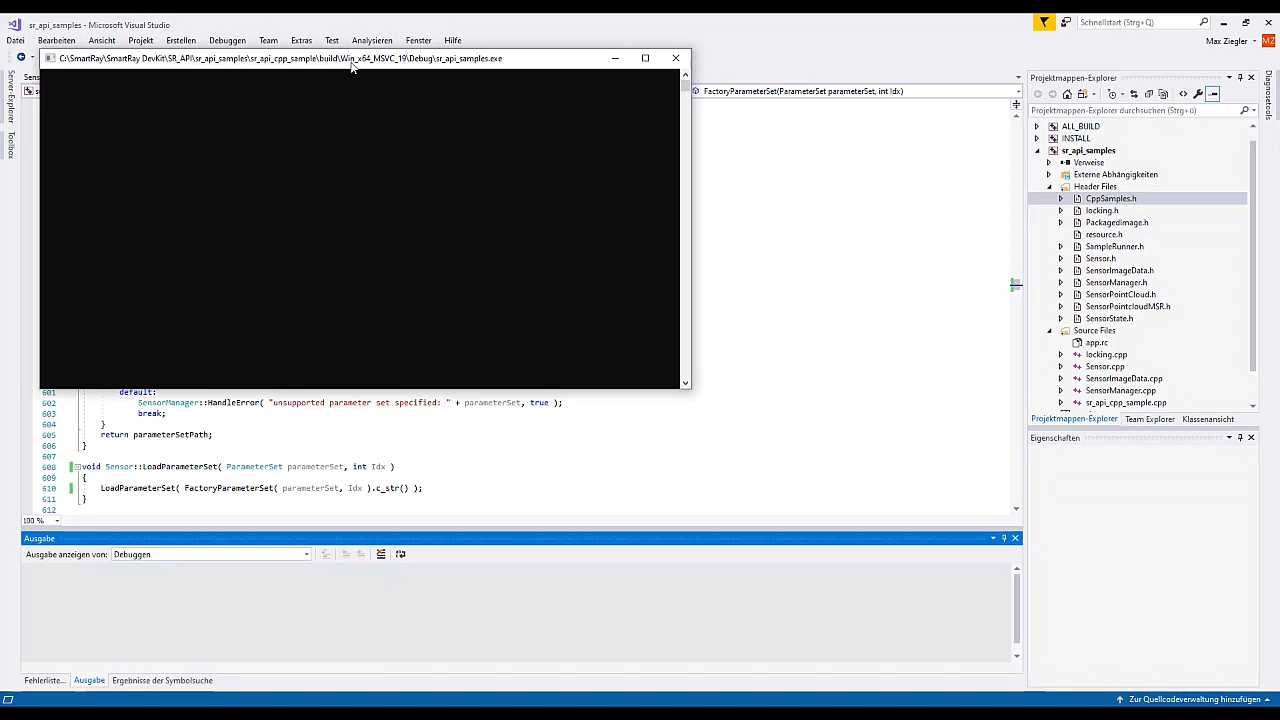 sr_api_samples - Microsoft Visual Studio
Schnellstart (Strg+Q)
Datei Bearbeiten Ansicht Projekt Erstellen Debuggen Team Extras Test Analysieren Fenster Hilfe
Max Ziegler
MZ
C:\SmartRay\SmartRay DevKit\SR_API\sr_api_samples\sr_api_cpp_sample\build\Win_x64_MSVC_19\Debug\sr_api_samples.exe
Server-Explorer
Toolbox
FactoryParameterSet(ParameterSet parameterSet, int Idx)
Projektmappen-Explorer
Projektmappen-Explorer durchsuchen (Strg+ü)
ALL_BUILD
INSTALL
sr_api_samples
Verweise
Externe Abhängigkeiten
Header Files
CppSamples.h
locking.h
PackagedImage.h
resource.h
SampleRunner.h
Sensor.h
SensorImageData.h
SensorManager.h
SensorPointCloud.h
SensorPointcloudMSR.h
SensorState.h
Source Files
app.rc
locking.cpp
Sensor.cpp
SensorImageData.cpp
SensorManager.cpp
sr_api_cpp_sample.cpp
Projektmappen-Explorer Team Explorer Klassenansicht
Eigenschaften
Diagnosetools
601 default:
602 SensorManager::HandleError( "unsupported parameter set specified: " + parameterSet, true );
603 break;
604 }
605 return parameterSetPath;
606 }
607
608 void Sensor::LoadParameterSet( ParameterSet parameterSet, int Idx )
609 {
610 LoadParameterSet( FactoryParameterSet( parameterSet, Idx ).c_str() );
611 }
612
100 %
Ausgabe
Ausgabe anzeigen von: Debuggen
Fehlerliste... Ausgabe Ergebnisse der Symbolsuche
Zur Quellcodeverwaltung hinzufügen